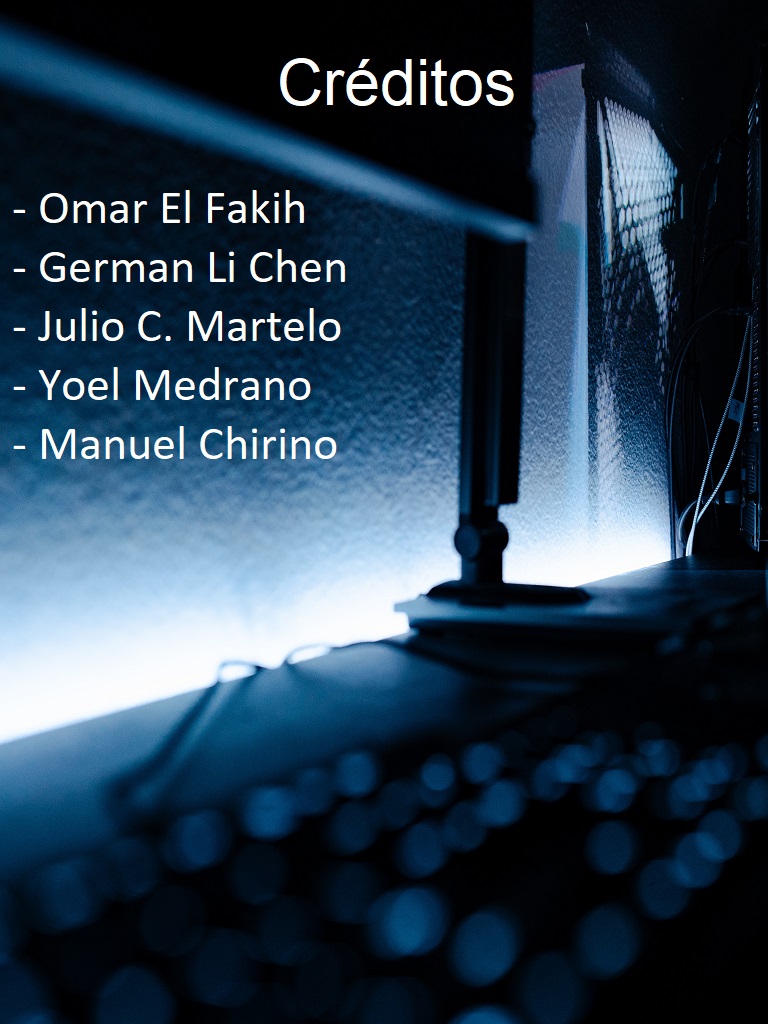 Créditos
- Omar El Fakih
- German Li Chen
- Julio C. Martelo
- Yoel Medrano
- Manuel Chirino